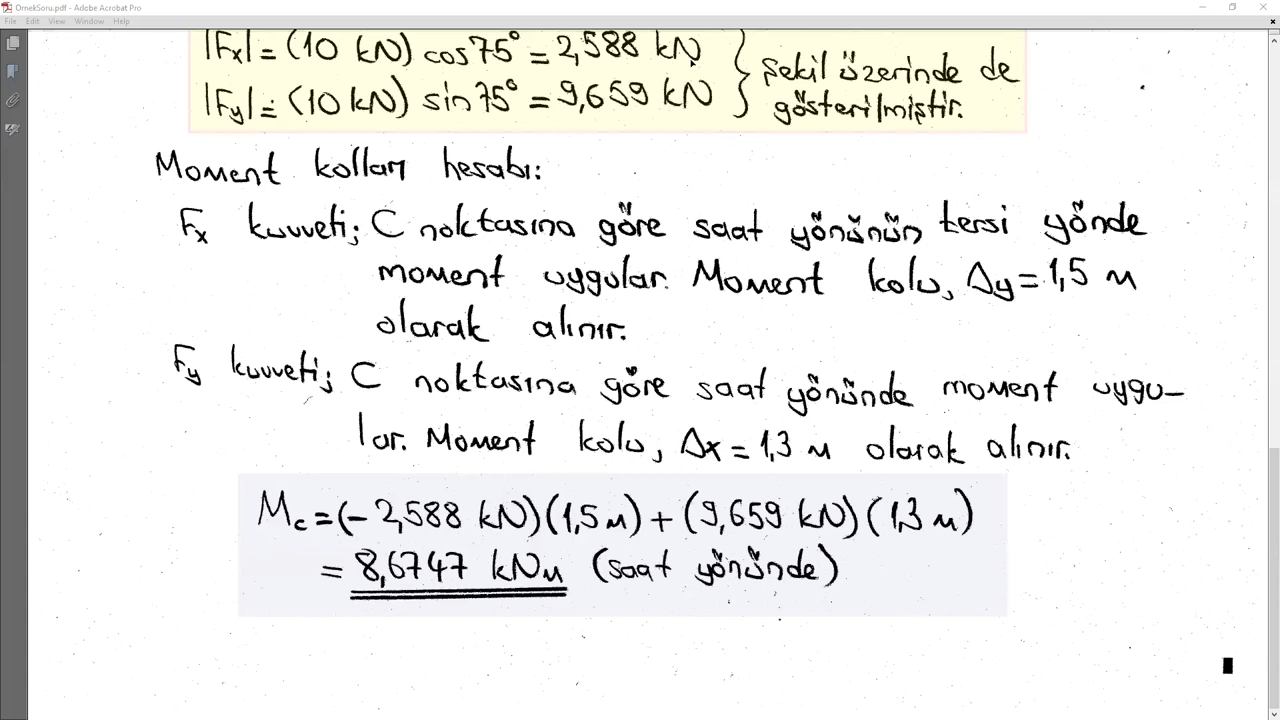 OrnekSoru.pdf - Adobe Acrobat Pro
File Edit View Window Help
|Fx| = (10 kN) cos75° = 2,588 kN
|Fy| = (10 kN) sin75° = 9,659 kN
şekil üzerinde de
gösterilmiştir.
Moment kolları hesabı:
Fx kuvveti; C noktasına göre saat yönünün tersi yönde
moment uygular. Moment kolu, Δy = 1,5 m
olarak alınır.
Fy kuvveti; C noktasına göre saat yönünde moment uygu-
lar. Moment kolu, Δx = 1,3 m olarak alınır.
Mc = (-2,588 kN)(1,5 m) + (9,659 kN)(1,3 m)
= 8,6747 kNm (saat yönünde)